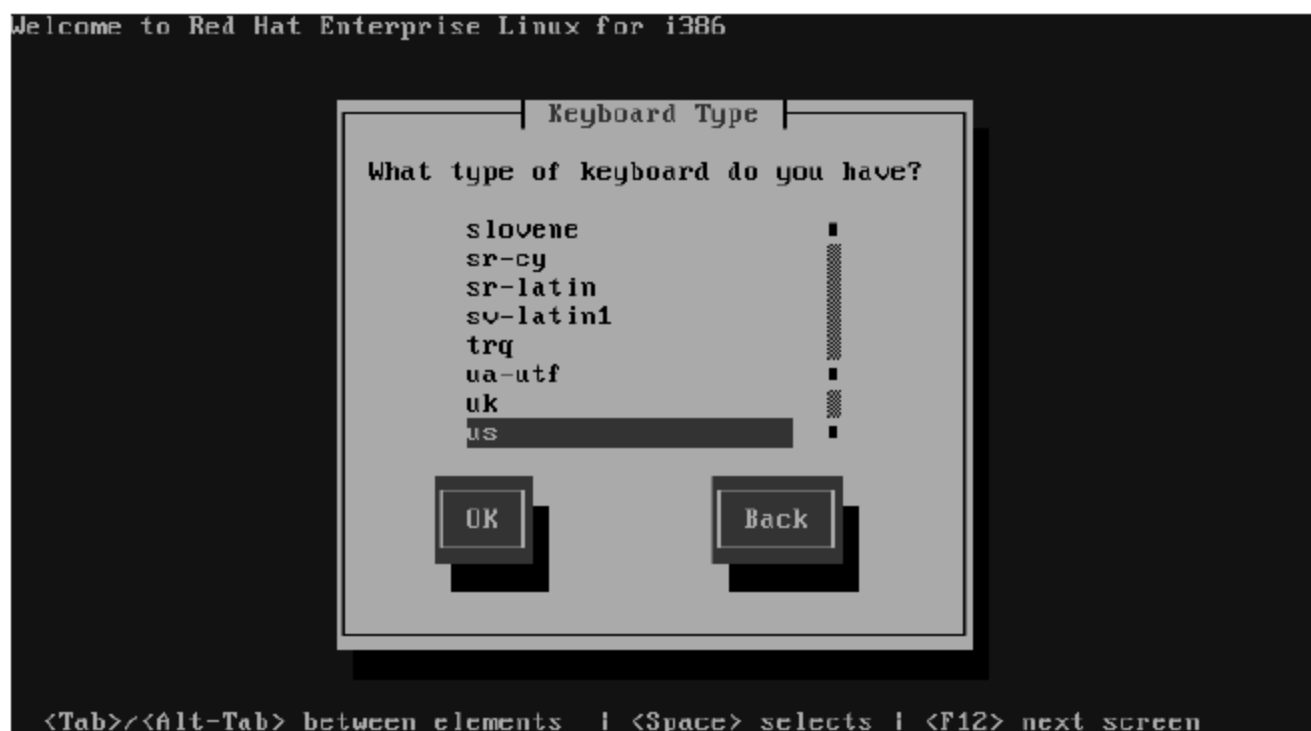 Welcome to Red Hat Enterprise Linux for i386
Keyboard Type
What type of keyboard do you have?
slovene
sr-cy
sr-latin
sv-latin1
trq
ua-utf
uk
us
OK Back
<Tab>/<Alt-Tab> between elements | <Space> selects | <F12> next screen